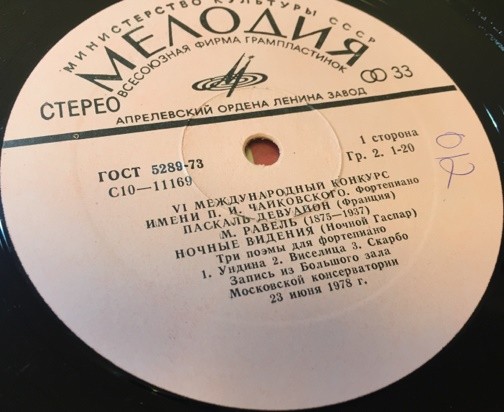 МИНИСТЕРСТВО КУЛЬТУРЫ СССР
МЕЛОДИЯ
ВСЕСОЮЗНАЯ ФИРМА ГРАМПЛАСТИНОК
СТЕРЕО
33
АПРЕЛЕВСКИЙ ОРДЕНА ЛЕНИНА ЗАВОД
ГОСТ 5289-73
С10—11169
1 сторона
Гр. 2. 1-20
VI МЕЖДУНАРОДНЫЙ КОНКУРС
ИМЕНИ П. И. ЧАЙКОВСКОГО. Фортепиано
ПАСКАЛЬ ДЕВУАЙОН (Франция)
М. РАВЕЛЬ (1875—1937)
НОЧНЫЕ ВИДЕНИЯ (Ночной Гаспар)
Три поэмы для фортепиано
1. Ундина 2. Виселица 3. Скарбо
Запись из Большого зала
Московской консерватории
23 июня 1978 г.